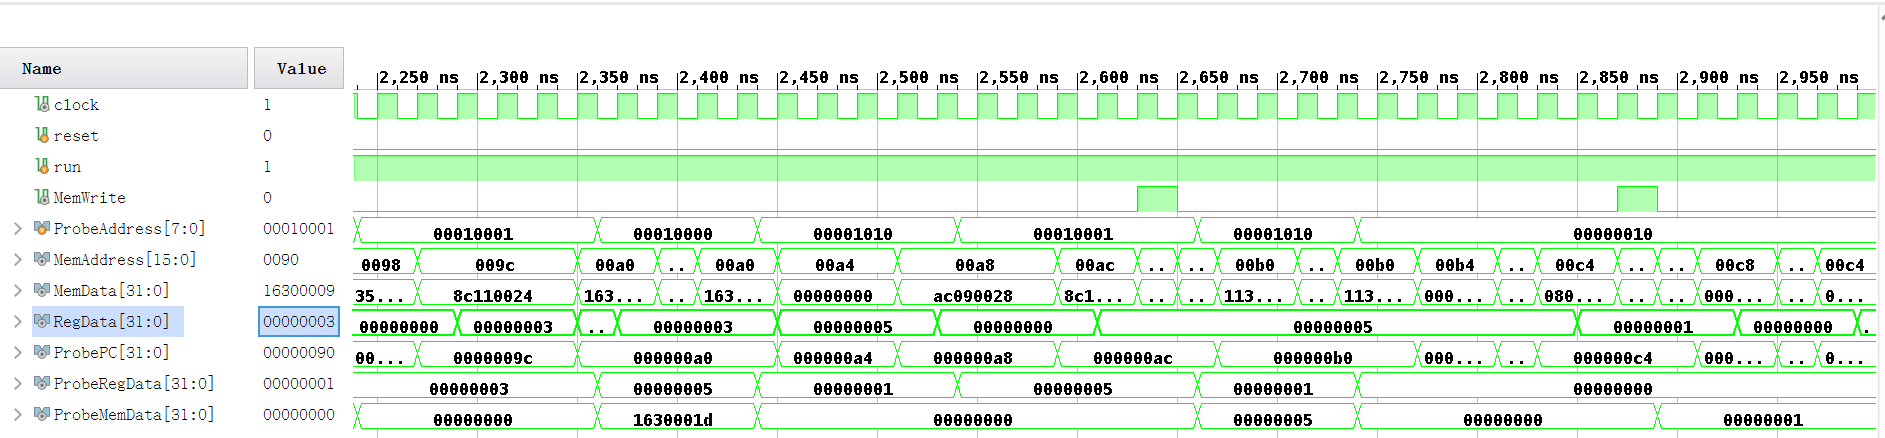 Name Value 2,250 ns 2,300 ns 2,350 ns 2,400 ns 2,450 ns 2,500 ns 2,550 ns 2,600 ns 2,650 ns 2,700 ns 2,750 ns 2,800 ns 2,850 ns 2,900 ns 2,950 ns
clock 1
reset 0
run 1
MemWrite 0
ProbeAddress[7:0] 00010001 00010001 00010000 00001010 00010001 00001010 00000010
MemAddress[15:0] 0090 0098 009c 00a0 .. 00a0 00a4 00a8 00ac .. .. 00b0 .. 00b0 00b4 .. 00c4 .. .. 00c8 .. 00c4
MemData[31:0] 16300009 35... 8c110024 163... .. 163... 00000000 ac090028 8c1... .. .. 113... .. 113... 000... .. 080... .. .. 000... .. 0...
RegData[31:0] 00000003 00000000 00000003 .. 00000003 00000005 00000000 00000005 00000001 00000000 .
ProbePC[31:0] 00000090 00... 0000009c 000000a0 000000a4 000000a8 000000ac 000000b0 000... .. 000000c4 000... .. 0...
ProbeRegData[31:0] 00000001 00000003 00000005 00000001 00000005 00000001 00000000
ProbeMemData[31:0] 00000000 00000000 1630001d 00000000 00000005 00000000 00000001